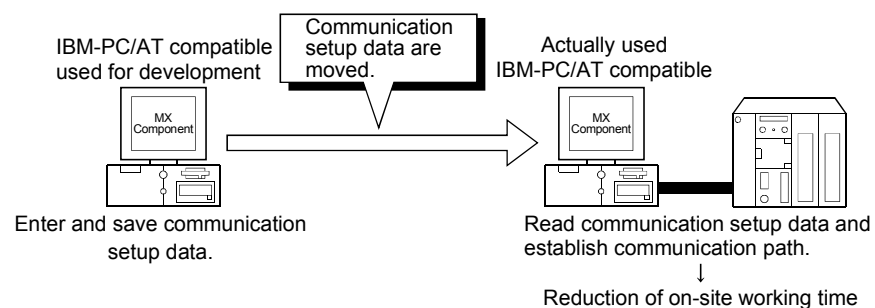 IBM-PC/AT compatible
used for development
Communication
setup data are
moved.
Actually used
IBM-PC/AT compatible
MX
Component
MX
Component
Enter and save communication
setup data.
Read communication setup data and
establish communication path.
↓
Reduction of on-site working time